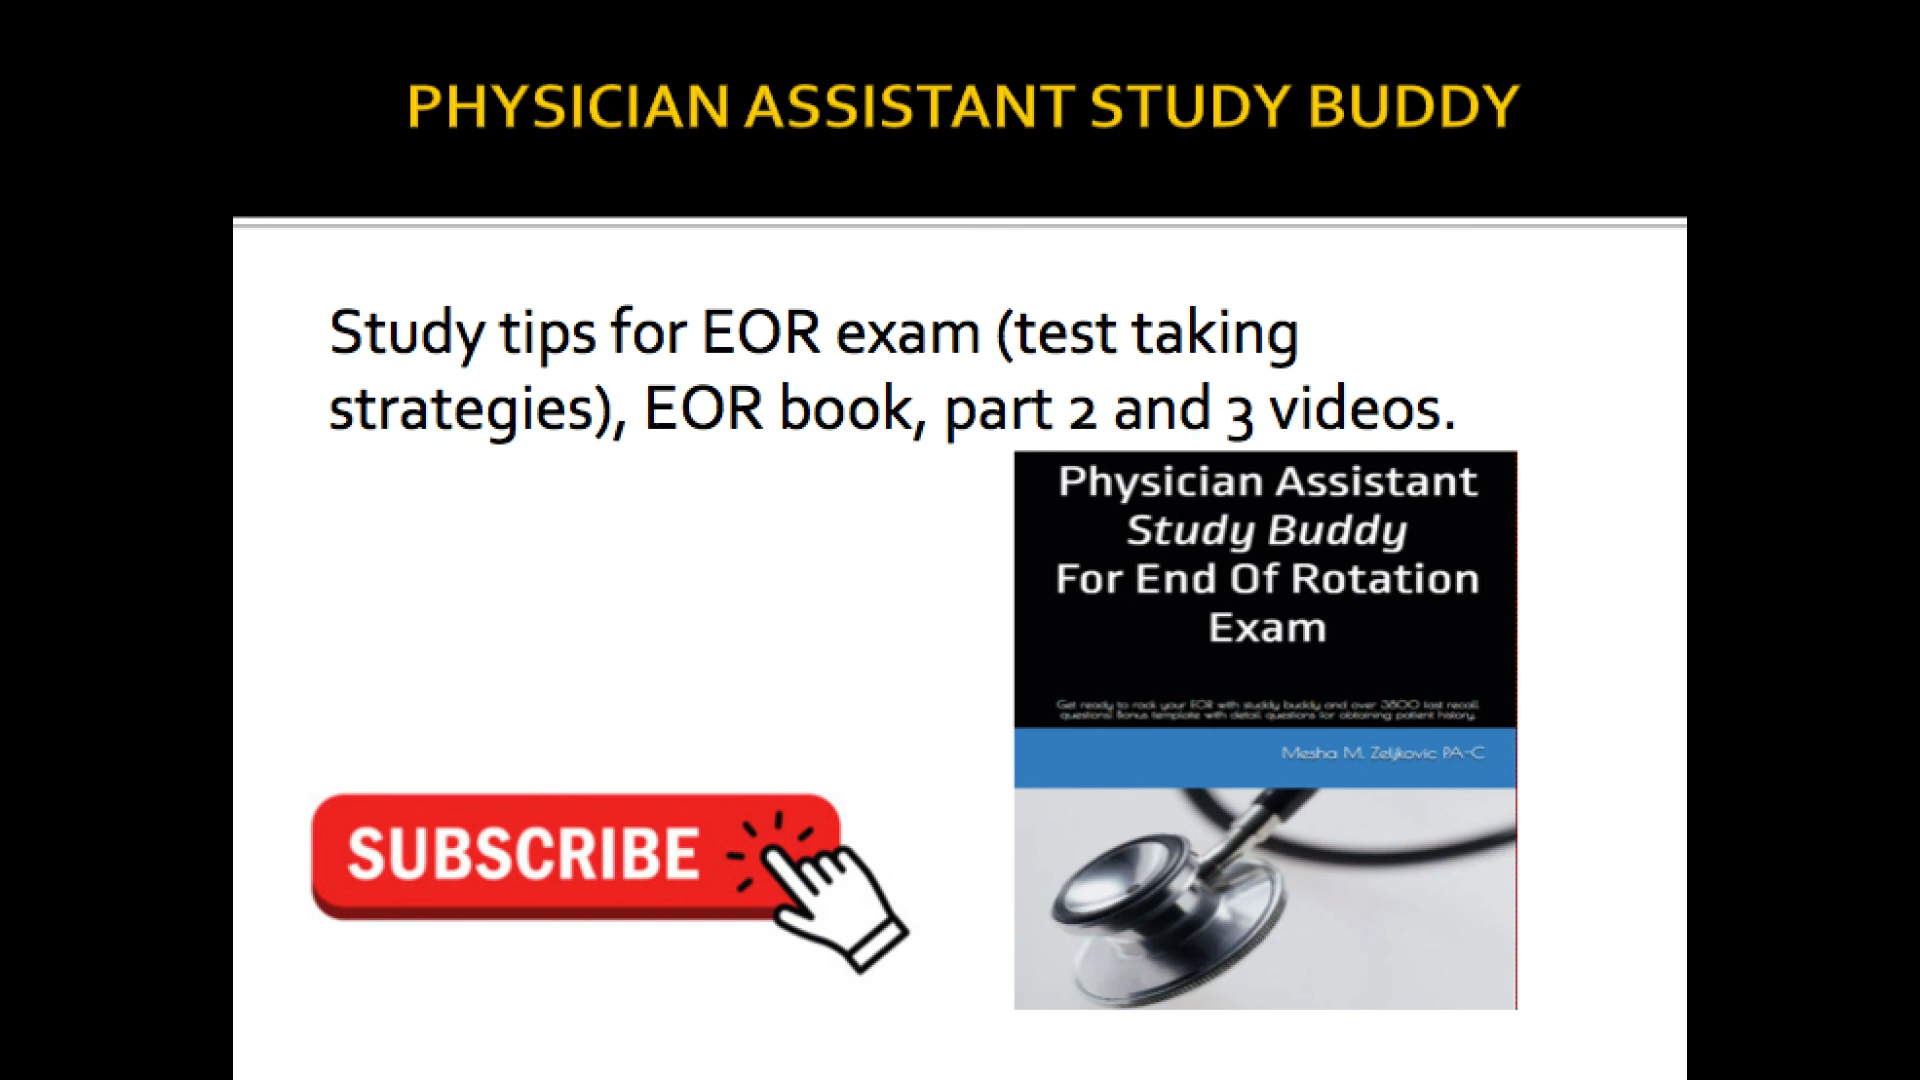 PHYSICIAN ASSISTANT STUDY BUDDY
Study tips for EOR exam (test taking
strategies), EOR book, part 2 and 3 videos.
Physician Assistant
Study Buddy
For End Of Rotation
Exam
Get ready to rock your EOR with study buddy and over 3800 fast recall
questions! Bonus template with detail questions for obtaining patient history.
Mesha M. Zeljkovic PA-C
SUBSCRIBE